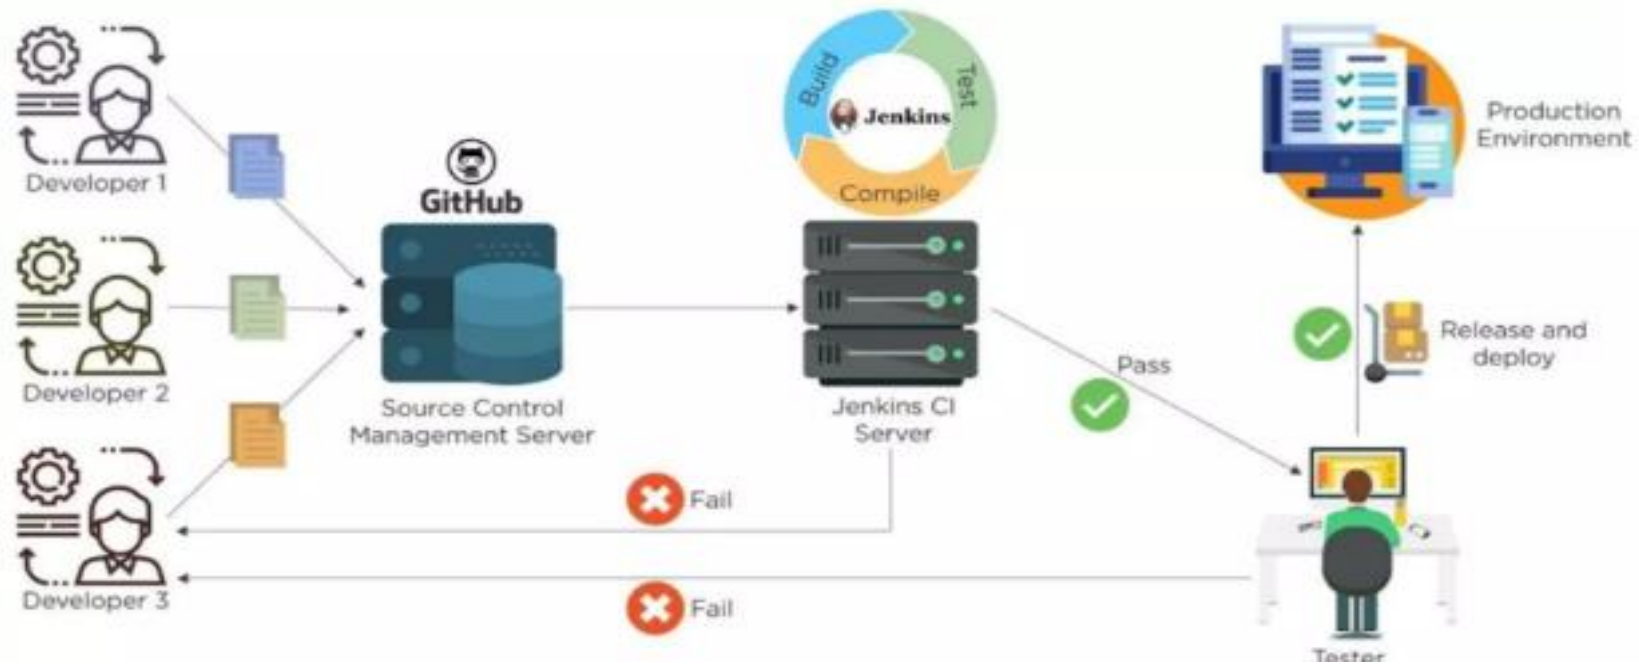 Developer 1
Developer 2
Developer 3
GitHub
Source Control
Management Server
Build
Test
Compile
Jenkins
Jenkins CI
Server
Pass
Fail
Fail
Production
Environment
Release and
deploy
Tester